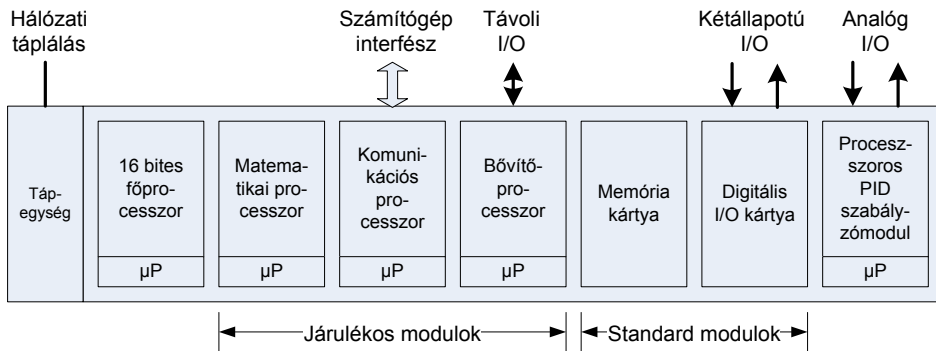 Hálózati
táplálás
Számítógép
interfész
Távoli
I/O
Kétállapotú
I/O
Analóg
I/O
Táp-
egység
16 bites
főpro-
cesszor
µP
Matema-
tikai pro-
cesszor
µP
Komuni-
kációs
pro-
cesszor
µP
Bővítő-
pro-
cesszor
µP
Memória
kártya
Digitális
I/O kártya
Procesz-
szoros
PID
szabály-
zómodul
µP
Járulékos modulok
Standard modulok